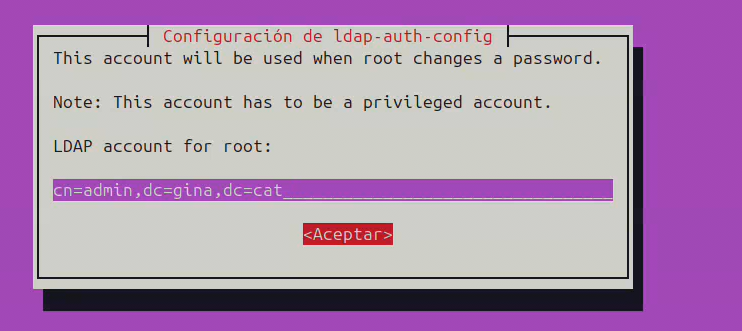 Configuración de ldap-auth-config
This account will be used when root changes a password.
Note: This account has to be a privileged account.
LDAP account for root:
cn=admin,dc=gina,dc=cat_________________________________
<Aceptar>